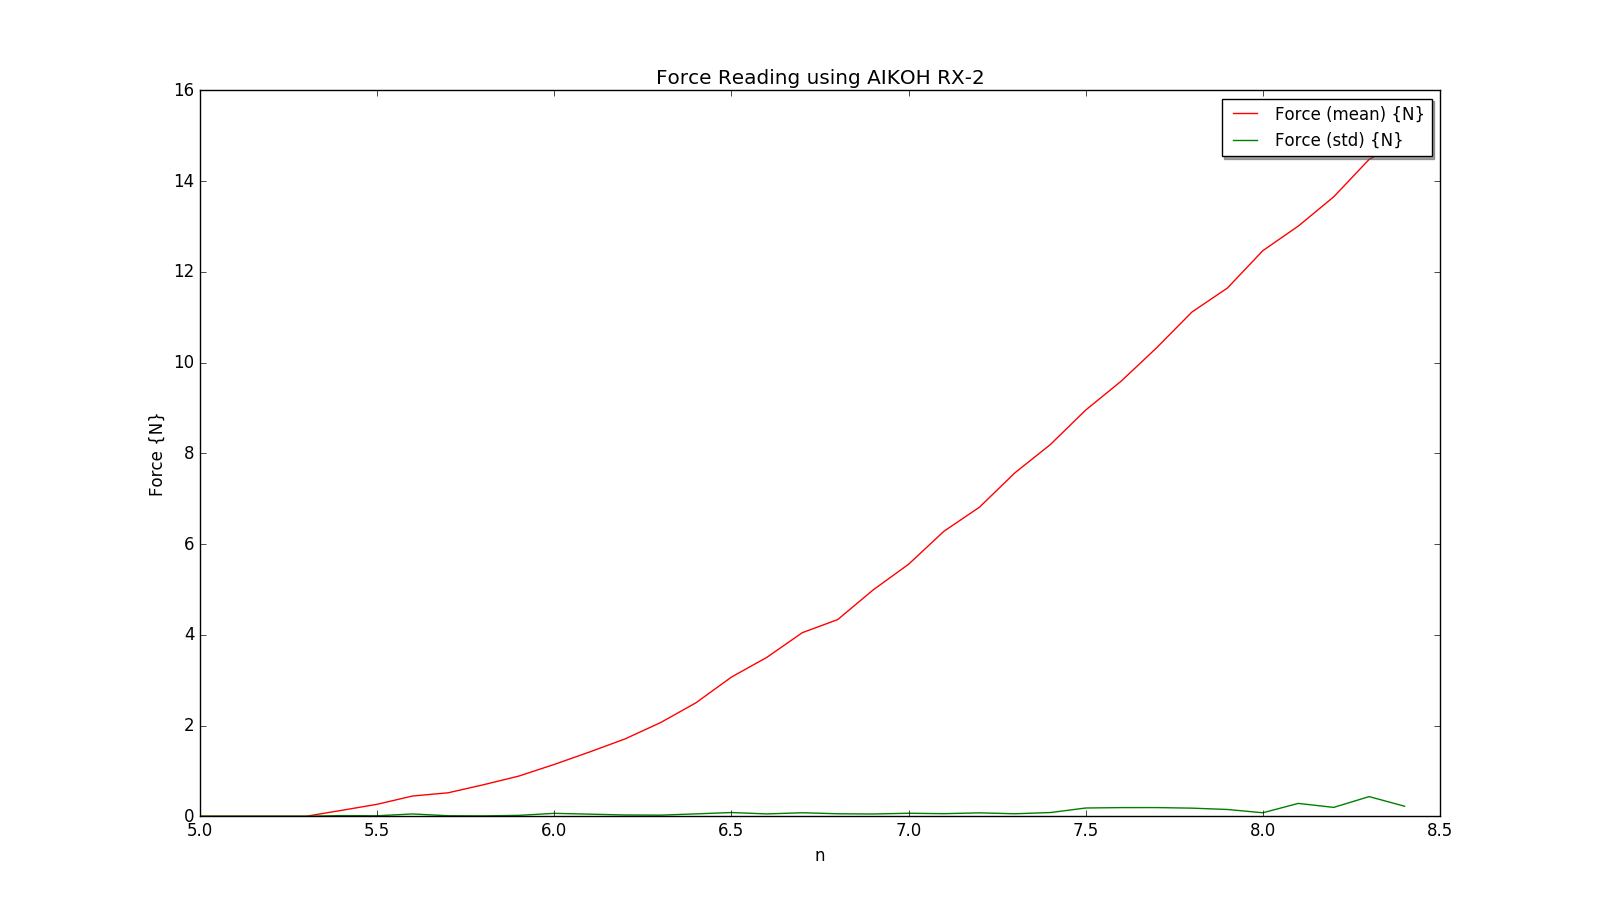 Force Reading using AIKOH RX-2
Force (mean) {N}
Force (std) {N}
16
14
12
10
8
6
4
2
0
Force {N}
5.0 5.5 6.0 6.5 7.0 7.5 8.0 8.5
n